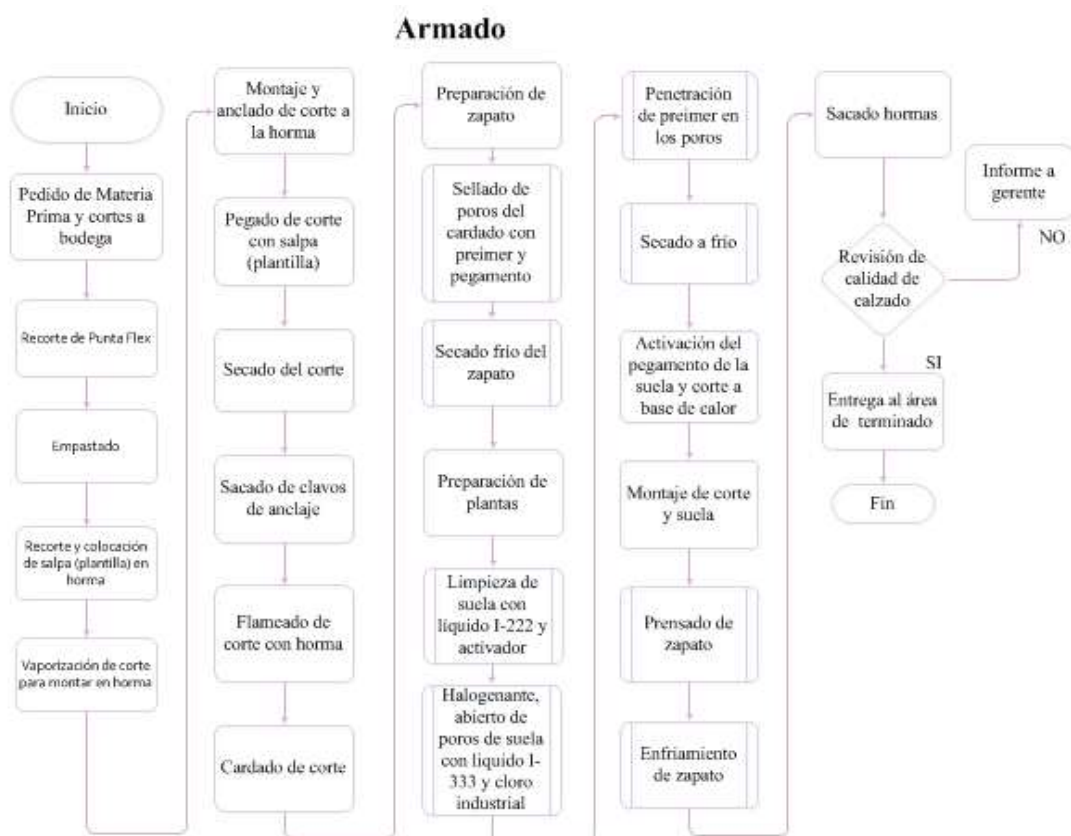 Armado
Inicio
Pedido de Materia
Prima y cortes a
bodega
Recorte de Punta Flex
Empastado
Recorte y colocación
de salpa (plantilla) en
horma
Vaporización de corte
para montar en horma
Montaje y
anclado de corte a
la horma
Pegado de corte
con salpa
(plantilla)
Secado del corte
Sacado de clavos
de anclaje
Flameado de
corte con horma
Cardado de corte
Preparación de
zapato
Sellado de
poros del
cardado con
preimer y
pegamento
Secado frío del
zapato
Preparación de
plantas
Limpieza de
suela con
líquido I-222 y
activador
Halogenante,
abierto de
poros de suela
con liquido I-
333 y cloro
industrial
Penetración
de preimer en
los poros
Secado a frío
Activación del
pegamento de la
suela y corte a
base de calor
Montaje de corte
y suela
Prensado de
zapato
Enfriamiento
de zapato
Sacado hormas
Informe a
gerente
NO
Revisión de
calidad de
calzado
SI
Entrega al área
de terminado
Fin